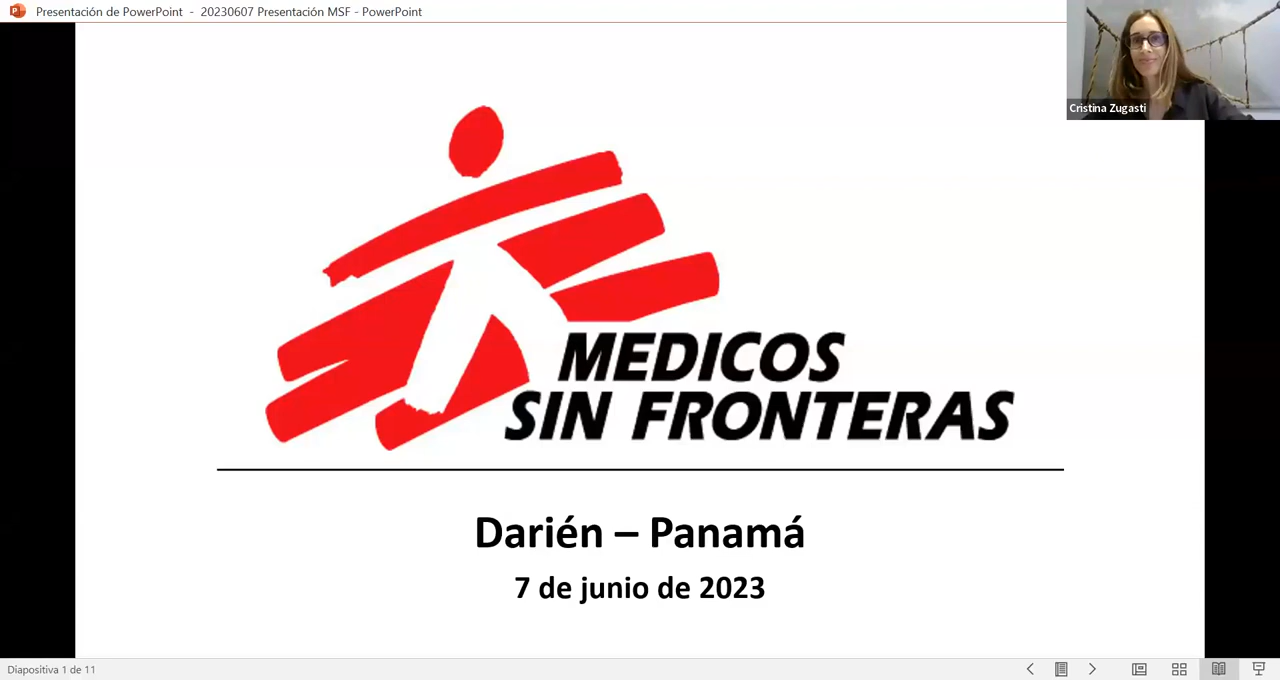 Presentación de PowerPoint - 20230607 Presentación MSF - PowerPoint
Cristina Zugasti
MEDICOS
SIN FRONTERAS
Darién – Panamá
7 de junio de 2023
Diapositiva 1 de 11